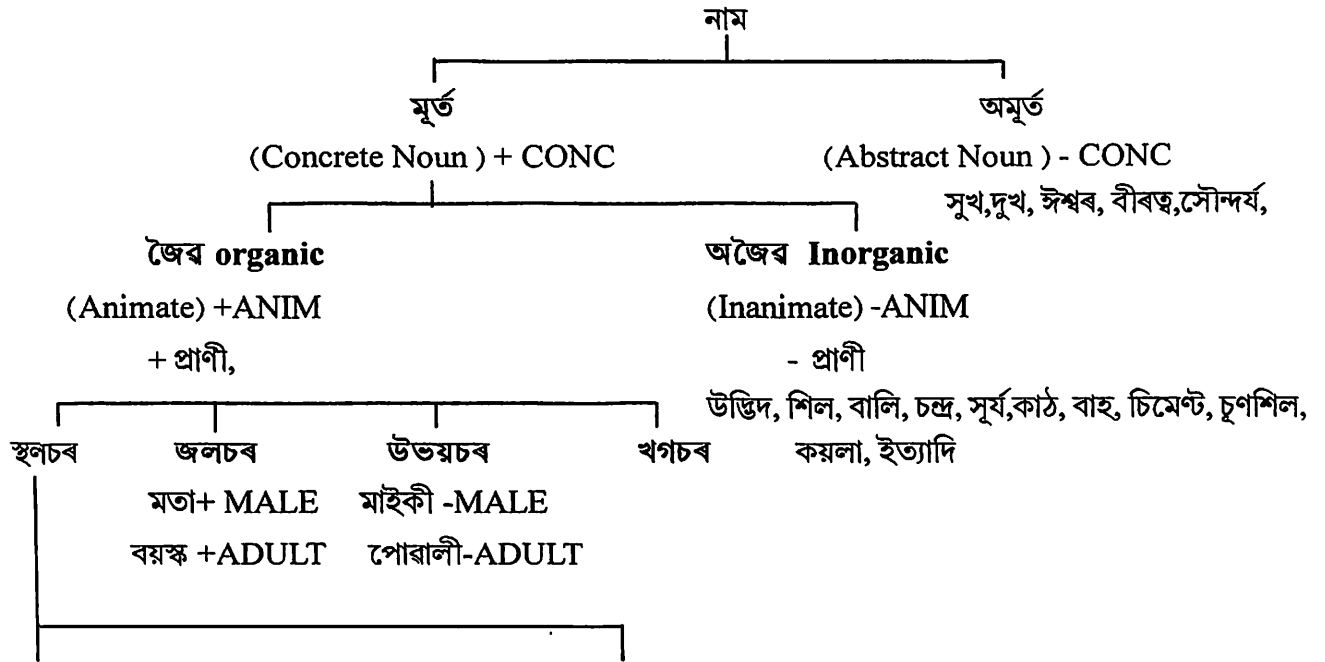 নাম
মূৰ্ত অমূৰ্ত
(Concrete Noun ) + CONC (Abstract Noun ) - CONC
সুখ,দুখ, ঈশ্বৰ, বীৰত্ব,সৌন্দৰ্য,
জৈৱ organic অজৈৱ Inorganic
(Animate) +ANIM (Inanimate) -ANIM
+ প্ৰাণী, - প্ৰাণী
উদ্ভিদ, শিল, বালি, চন্দ্ৰ, সূৰ্য,কাঠ, বাহ, চিমেণ্ট, চূণশিল,
স্থনচৰ জলচৰ উভয়চৰ খগচৰ কয়লা, ইত্যাদি
মতা+ MALE মাইকী -MALE
বয়স্ক +ADULT পোৱালী-ADULT